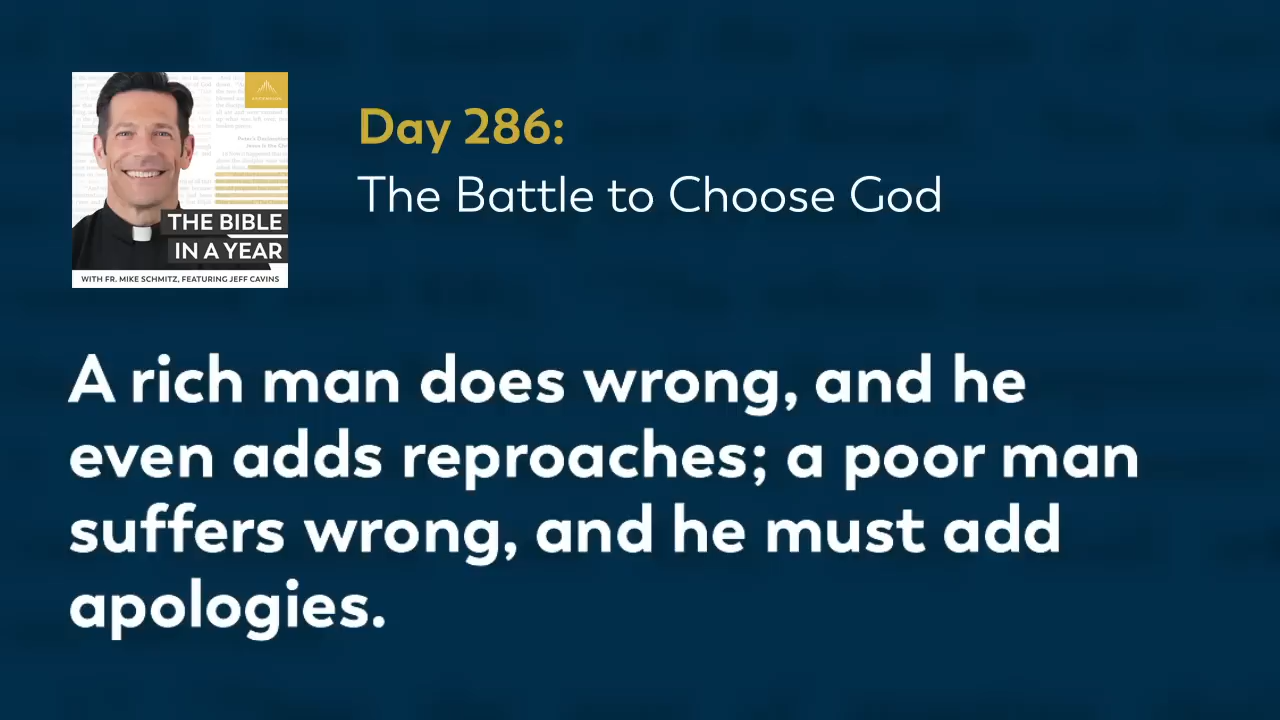 Day 286:
The Battle to Choose God
THE BIBLE
IN A YEAR
WITH FR. MIKE SCHMITZ, FEATURING JEFF CAVINS
A rich man does wrong, and he
even adds reproaches; a poor man
suffers wrong, and he must add
apologies.